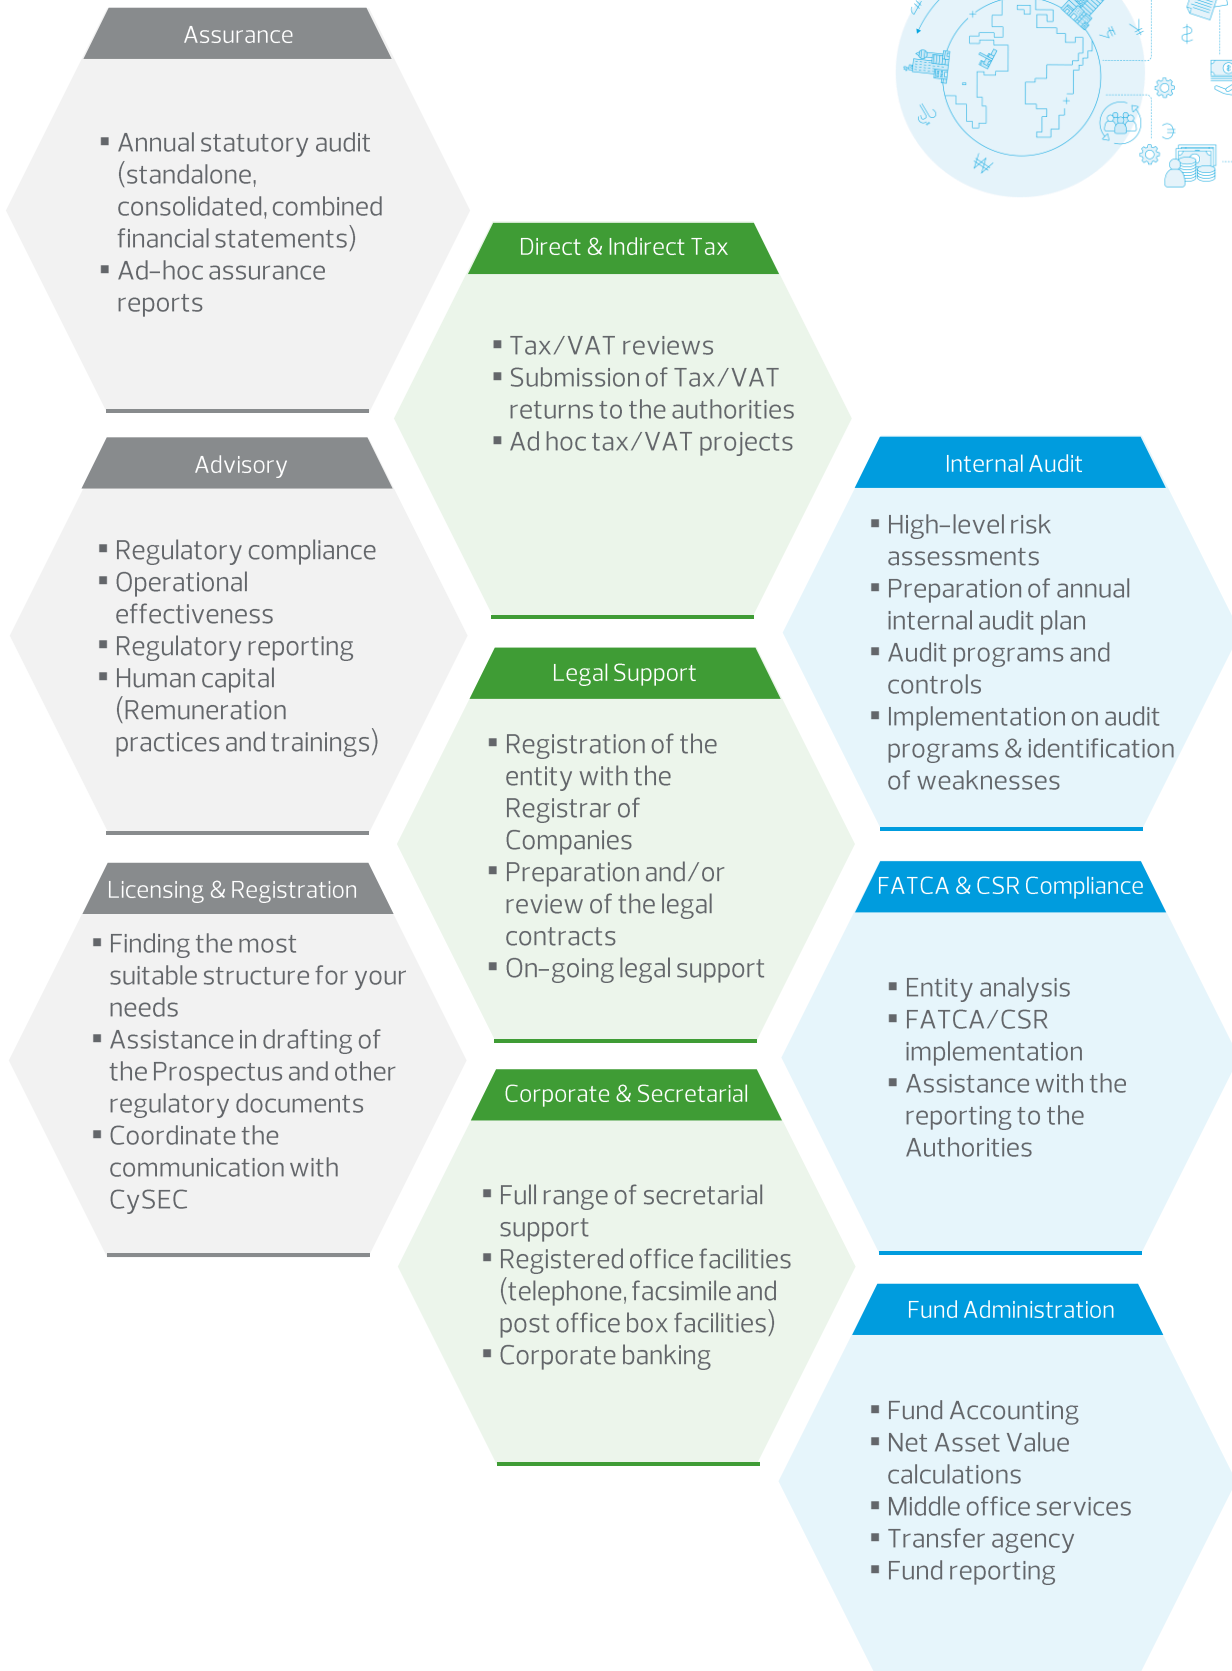 Assurance
▪ Annual statutory audit
(standalone,
consolidated, combined
financial statements)
▪ Ad-hoc assurance
reports
Advisory
▪ Regulatory compliance
▪ Operational
effectiveness
▪ Regulatory reporting
▪ Human capital
(Remuneration
practices and trainings)
Licensing & Registration
▪ Finding the most
suitable structure for your
needs
▪ Assistance in drafting of
the Prospectus and other
regulatory documents
▪ Coordinate the
communication with
CySEC
Direct & Indirect Tax
▪ Tax/VAT reviews
▪ Submission of Tax/VAT
returns to the authorities
▪ Ad hoc tax/VAT projects
Legal Support
▪ Registration of the
entity with the
Registrar of
Companies
▪ Preparation and/or
review of the legal
contracts
▪ On-going legal support
Corporate & Secretarial
▪ Full range of secretarial
support
▪ Registered office facilities
(telephone, facsimile and
post office box facilities)
▪ Corporate banking
Internal Audit
▪ High-level risk
assessments
▪ Preparation of annual
internal audit plan
▪ Audit programs and
controls
▪ Implementation on audit
programs & identification
of weaknesses
FATCA & CSR Compliance
▪ Entity analysis
▪ FATCA/CSR
implementation
▪ Assistance with the
reporting to the
Authorities
Fund Administration
▪ Fund Accounting
▪ Net Asset Value
calculations
▪ Middle office services
▪ Transfer agency
▪ Fund reporting